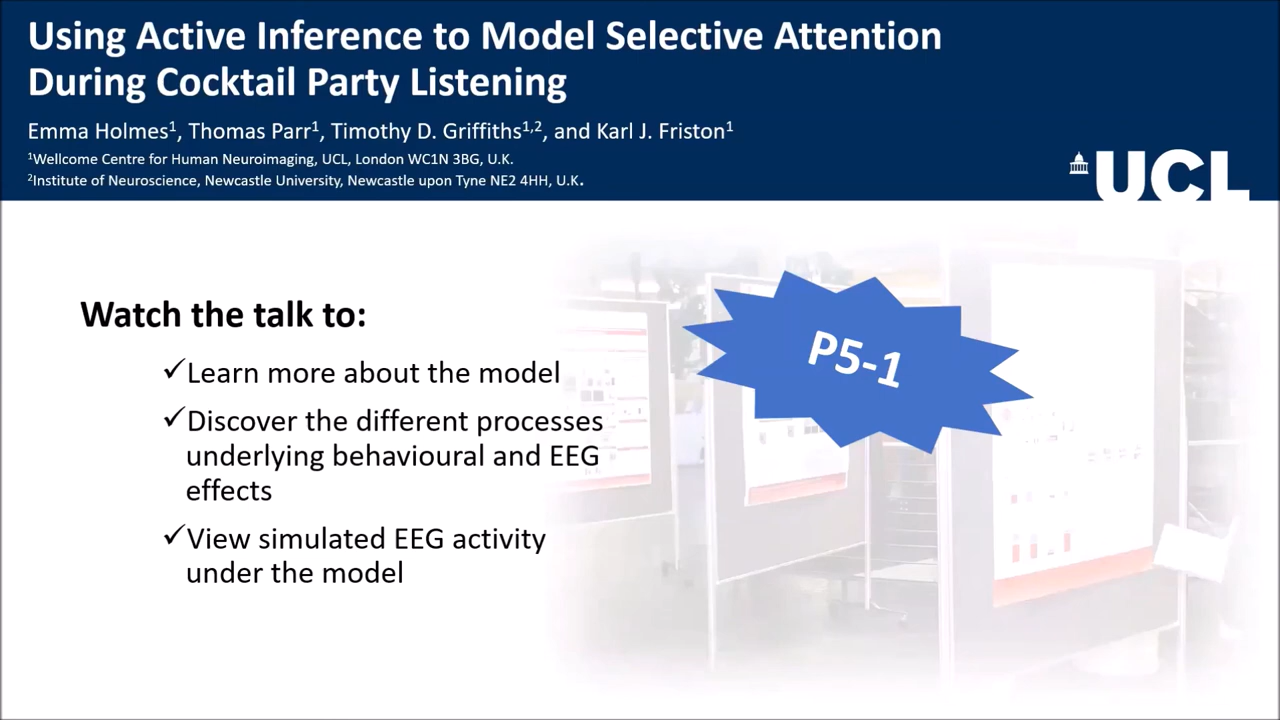 Using Active Inference to Model Selective Attention
During Cocktail Party Listening
Emma Holmes¹, Thomas Parr¹, Timothy D. Griffiths¹,², and Karl J. Friston¹
¹Wellcome Centre for Human Neuroimaging, UCL, London WC1N 3BG, U.K.
²Institute of Neuroscience, Newcastle University, Newcastle upon Tyne NE2 4HH, U.K.
UCL
Watch the talk to:
✓Learn more about the model
✓Discover the different processes
underlying behavioural and EEG
effects
✓View simulated EEG activity
under the model
P5-1